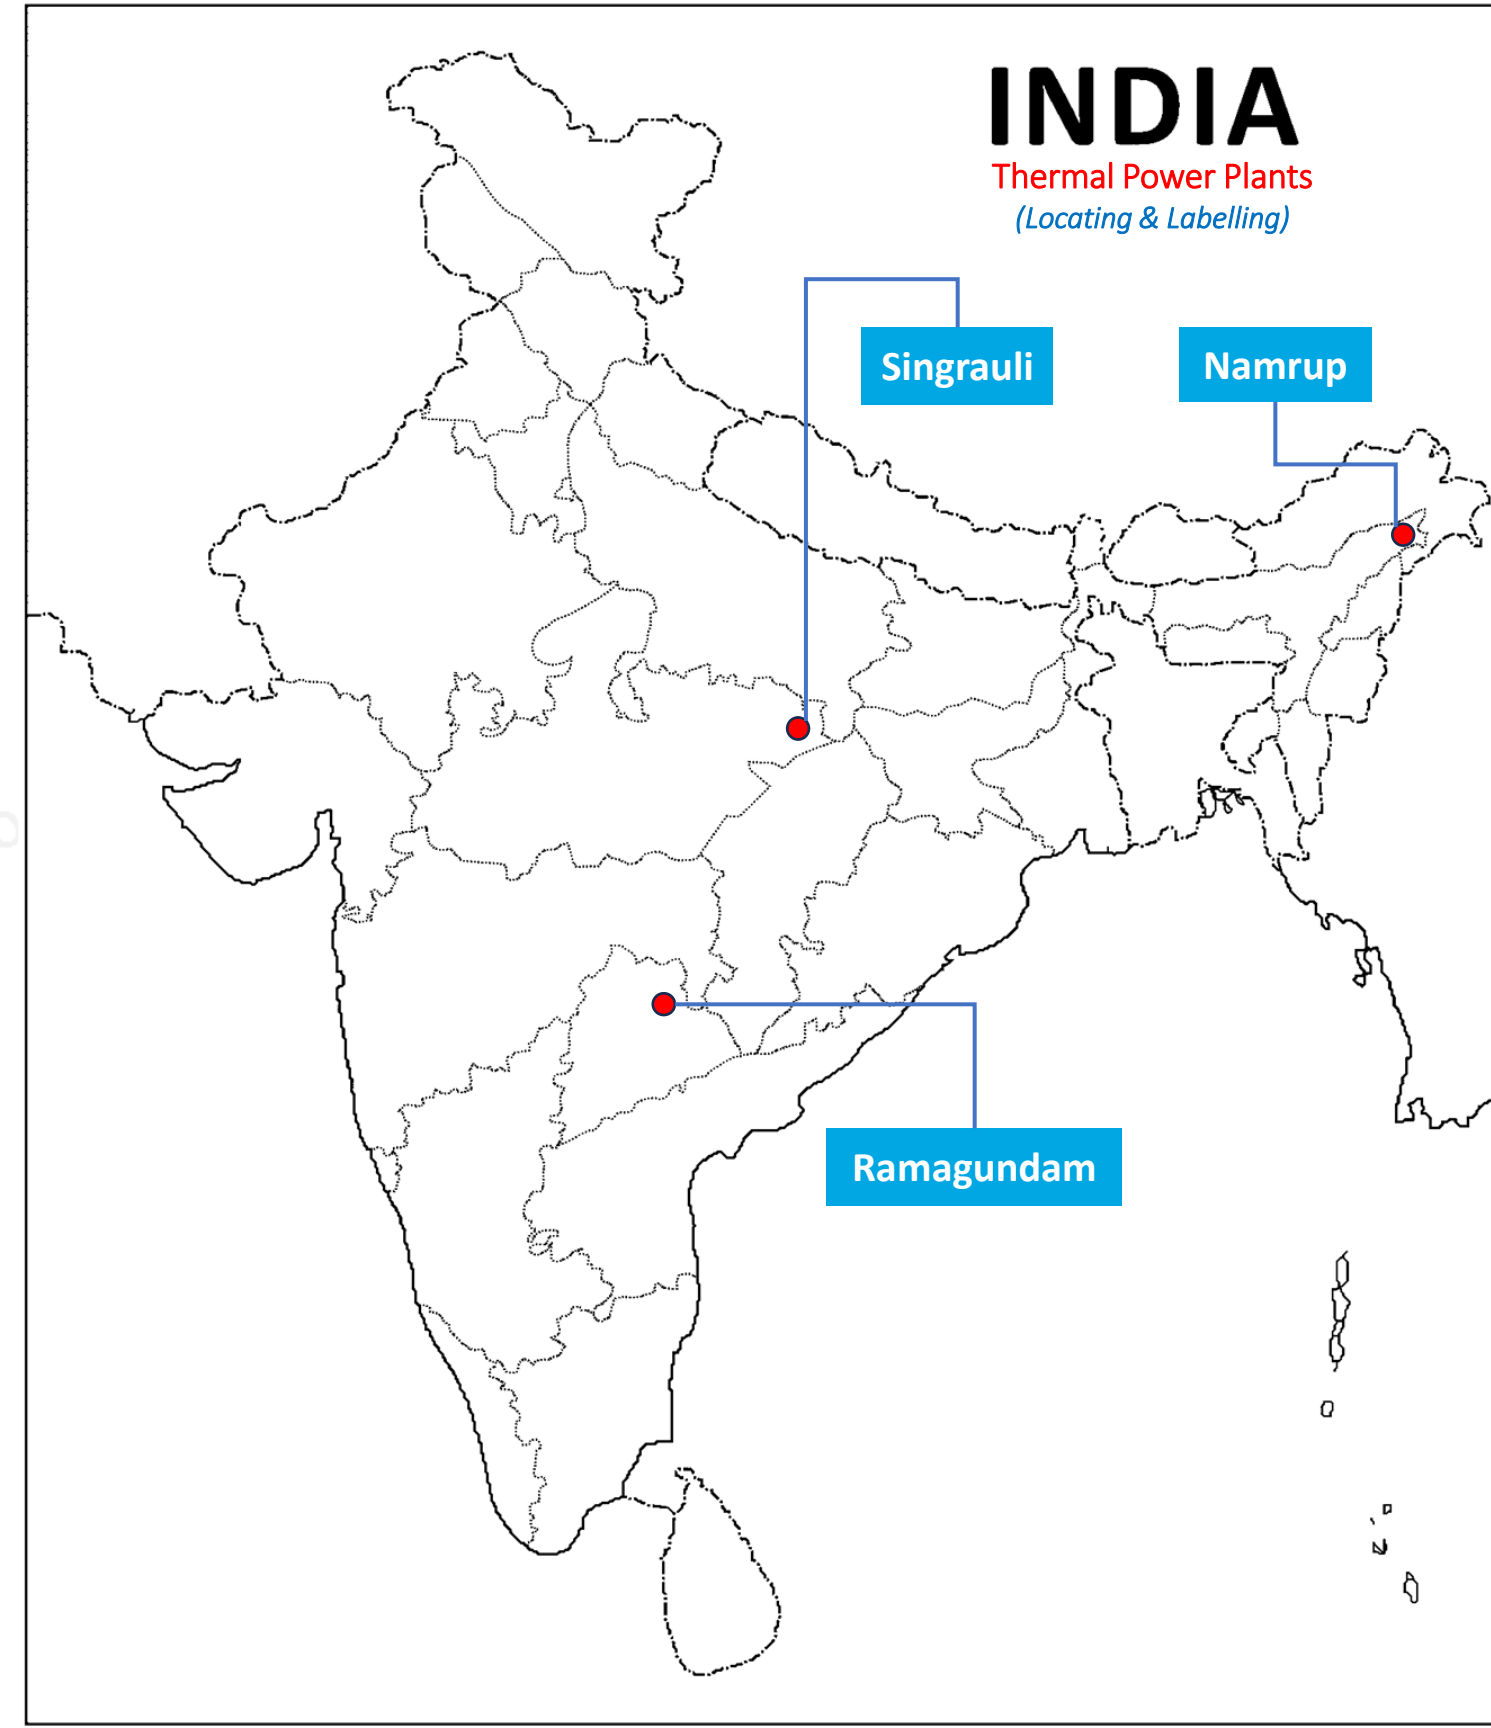 INDIA
Thermal Power Plants
(Locating & Labelling)
Singrauli
Namrup
Ramagundam